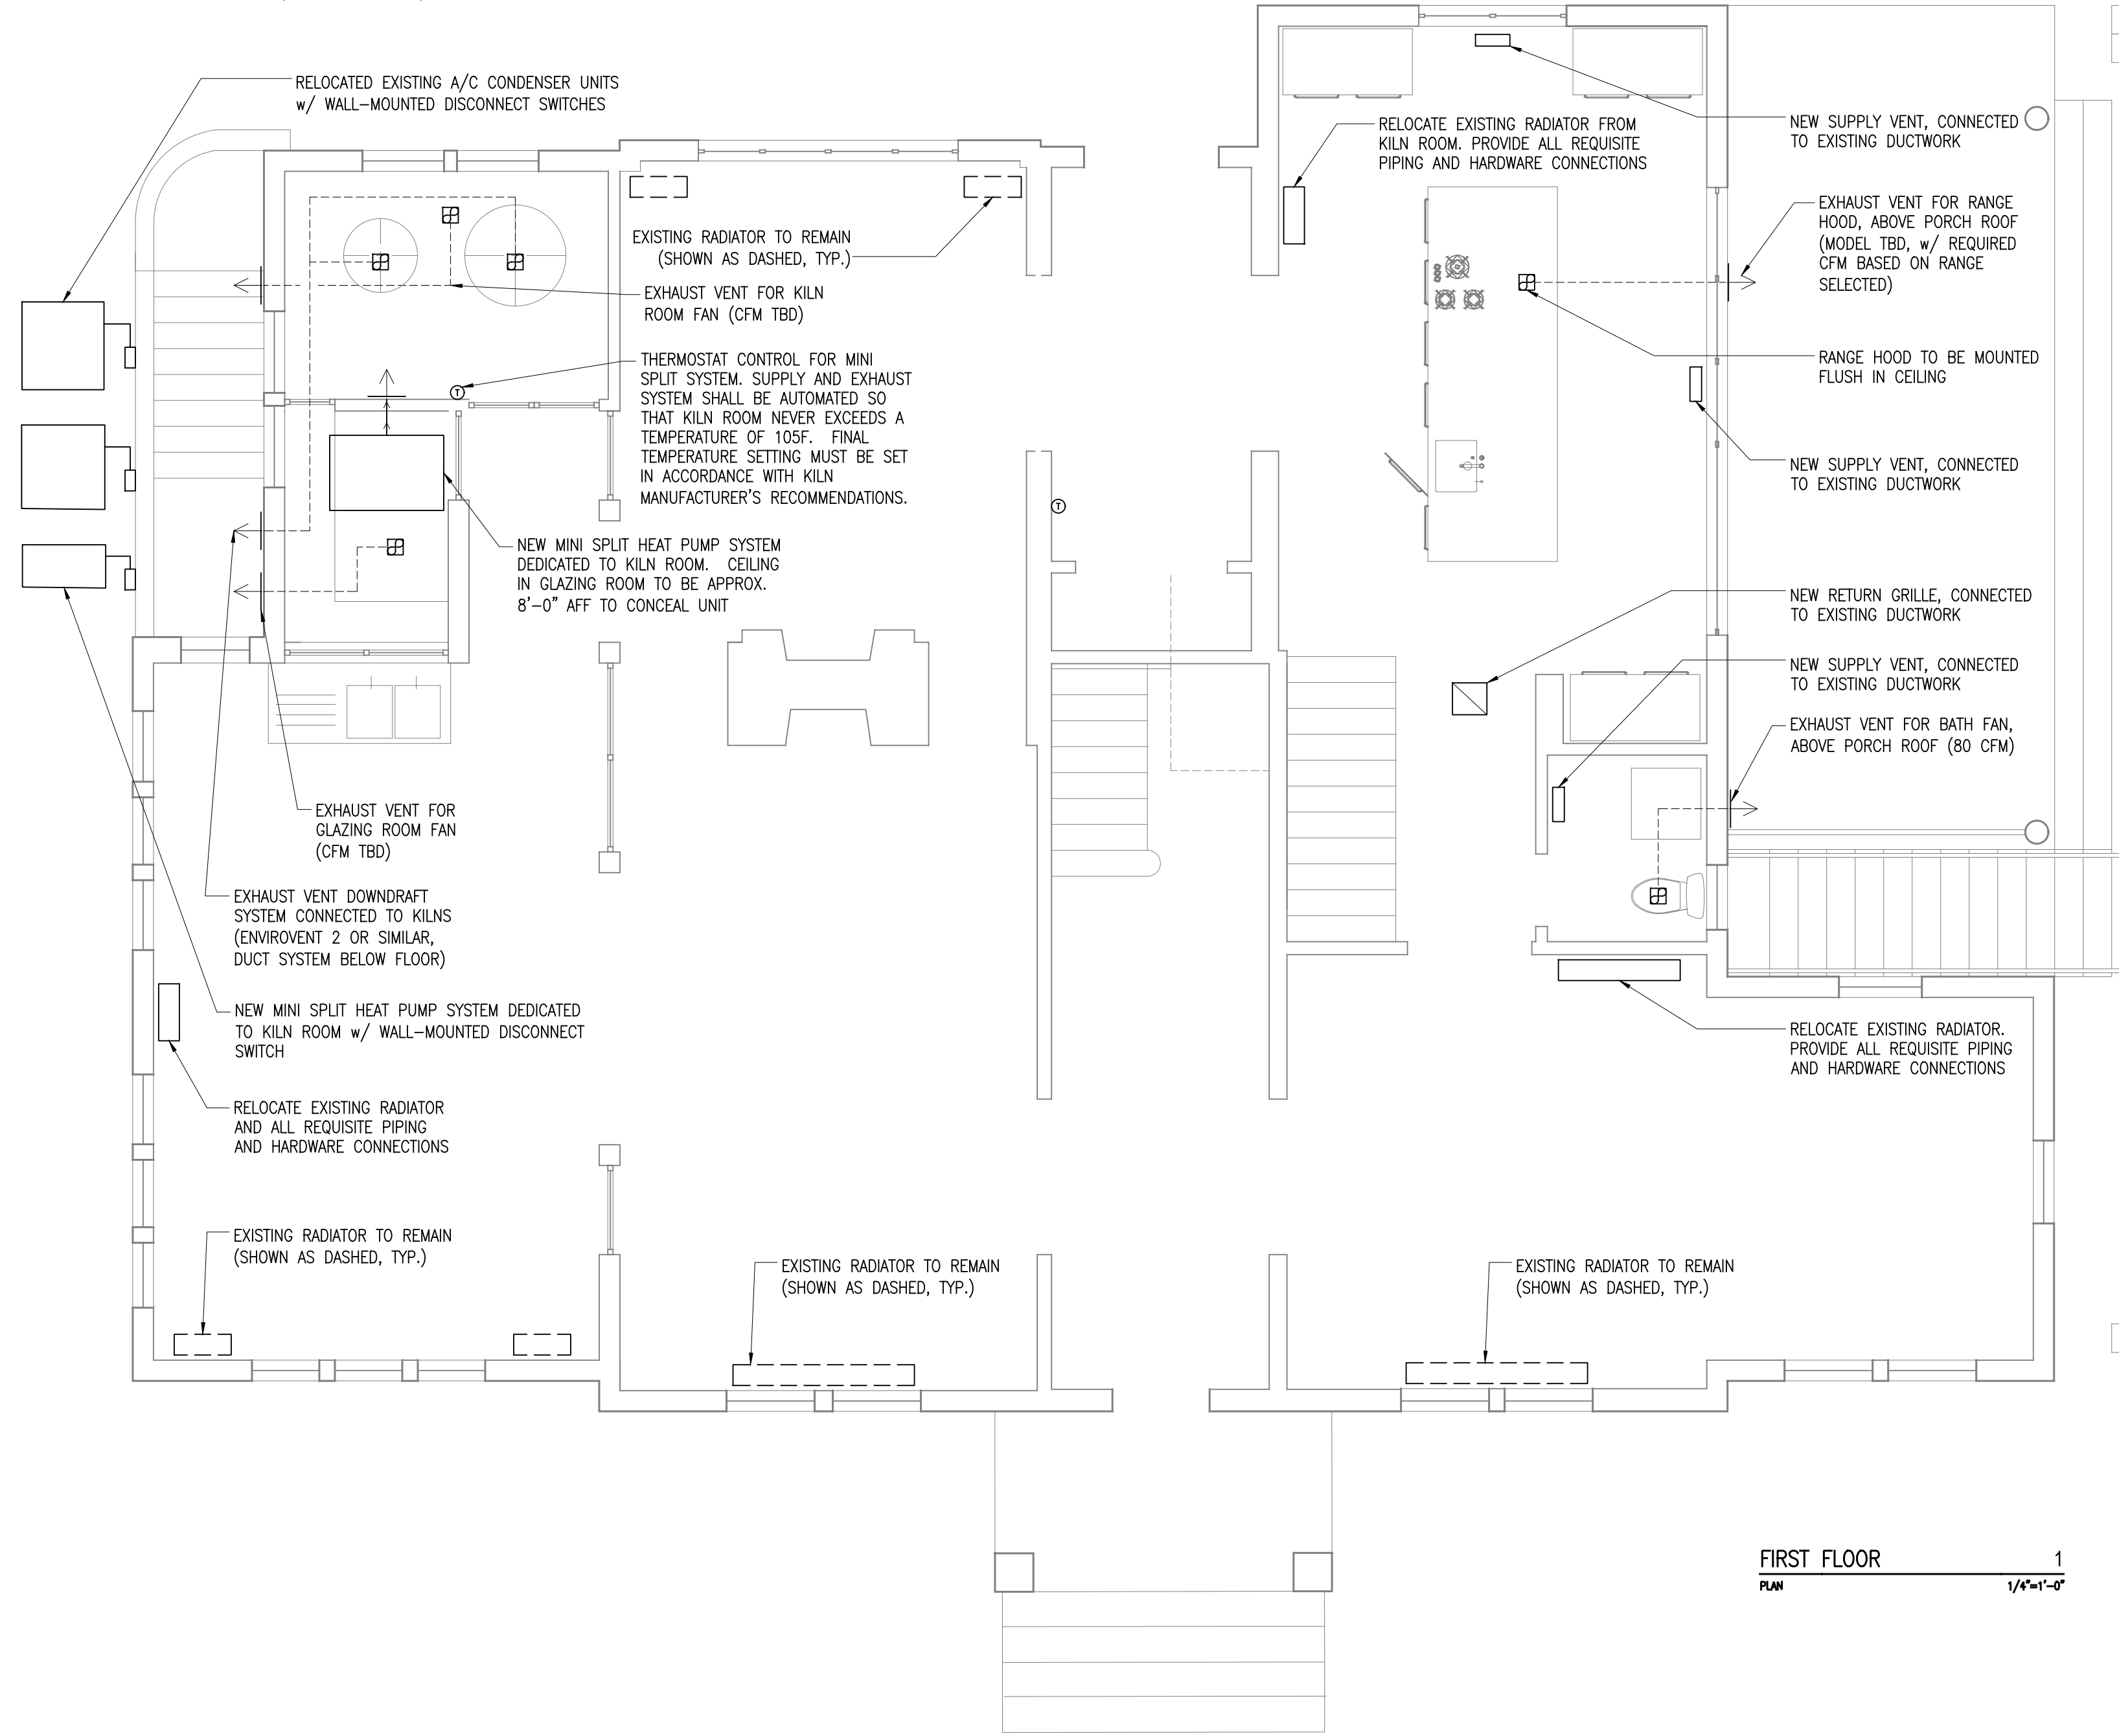 RELOCATED EXISTING A/C CONDENSER UNITS
w/ WALL-MOUNTED DISCONNECT SWITCHES
EXISTING RADIATOR TO REMAIN
(SHOWN AS DASHED, TYP.)
EXHAUST VENT FOR KILN
ROOM FAN (CFM TBD)
THERMOSTAT CONTROL FOR MINI
SPLIT SYSTEM. SUPPLY AND EXHAUST
SYSTEM SHALL BE AUTOMATED SO
THAT KILN ROOM NEVER EXCEEDS A
TEMPERATURE OF 105F. FINAL
TEMPERATURE SETTING MUST BE SET
IN ACCORDANCE WITH KILN
MANUFACTURER'S RECOMMENDATIONS.
T
T
NEW MINI SPLIT HEAT PUMP SYSTEM
DEDICATED TO KILN ROOM. CEILING
IN GLAZING ROOM TO BE APPROX.
8'-0" AFF TO CONCEAL UNIT
EXHAUST VENT FOR
GLAZING ROOM FAN
(CFM TBD)
EXHAUST VENT DOWNDRAFT
SYSTEM CONNECTED TO KILNS
(ENVIROVENT 2 OR SIMILAR,
DUCT SYSTEM BELOW FLOOR)
NEW MINI SPLIT HEAT PUMP SYSTEM DEDICATED
TO KILN ROOM w/ WALL-MOUNTED DISCONNECT
SWITCH
RELOCATE EXISTING RADIATOR
AND ALL REQUISITE PIPING
AND HARDWARE CONNECTIONS
EXISTING RADIATOR TO REMAIN
(SHOWN AS DASHED, TYP.)
EXISTING RADIATOR TO REMAIN
(SHOWN AS DASHED, TYP.)
EXISTING RADIATOR TO REMAIN
(SHOWN AS DASHED, TYP.)
RELOCATE EXISTING RADIATOR FROM
KILN ROOM. PROVIDE ALL REQUISITE
PIPING AND HARDWARE CONNECTIONS
NEW SUPPLY VENT, CONNECTED
TO EXISTING DUCTWORK
EXHAUST VENT FOR RANGE
HOOD, ABOVE PORCH ROOF
(MODEL TBD, w/ REQUIRED
CFM BASED ON RANGE
SELECTED)
RANGE HOOD TO BE MOUNTED
FLUSH IN CEILING
NEW SUPPLY VENT, CONNECTED
TO EXISTING DUCTWORK
NEW RETURN GRILLE, CONNECTED
TO EXISTING DUCTWORK
NEW SUPPLY VENT, CONNECTED
TO EXISTING DUCTWORK
EXHAUST VENT FOR BATH FAN,
ABOVE PORCH ROOF (80 CFM)
RELOCATE EXISTING RADIATOR.
PROVIDE ALL REQUISITE PIPING
AND HARDWARE CONNECTIONS
FIRST FLOOR 1
PLAN 1/4"=1'-0"